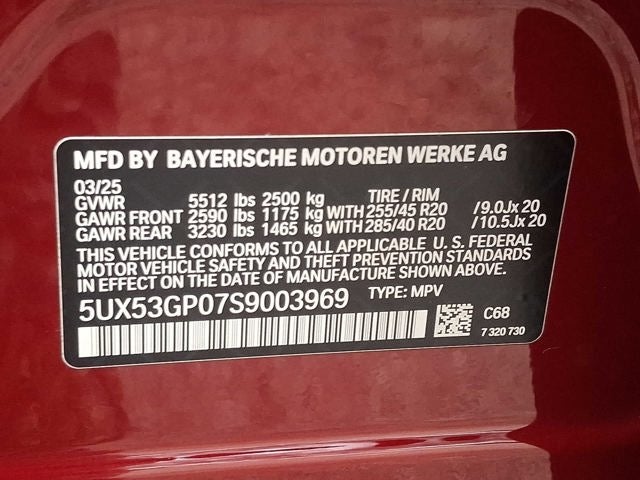 MFD BY BAYERISCHE MOTOREN WERKE AG
03/25
GVWR 5512 lbs 2500 kg TIRE / RIM
GAWR FRONT 2590 lbs 1175 kg WITH 255/45 R20 /9.0Jx 20
GAWR REAR 3230 lbs 1465 kg WITH 285/40 R20 /10.5Jx 20
THIS VEHICLE CONFORMS TO ALL APPLICABLE U. S. FEDERAL
MOTOR VEHICLE SAFETY AND THEFT PREVENTION STANDARDS
IN EFFECT ON THE DATE OF MANUFACTURE SHOWN ABOVE.
5UX53GP07S9003969 TYPE: MPV
C68
7 320 730